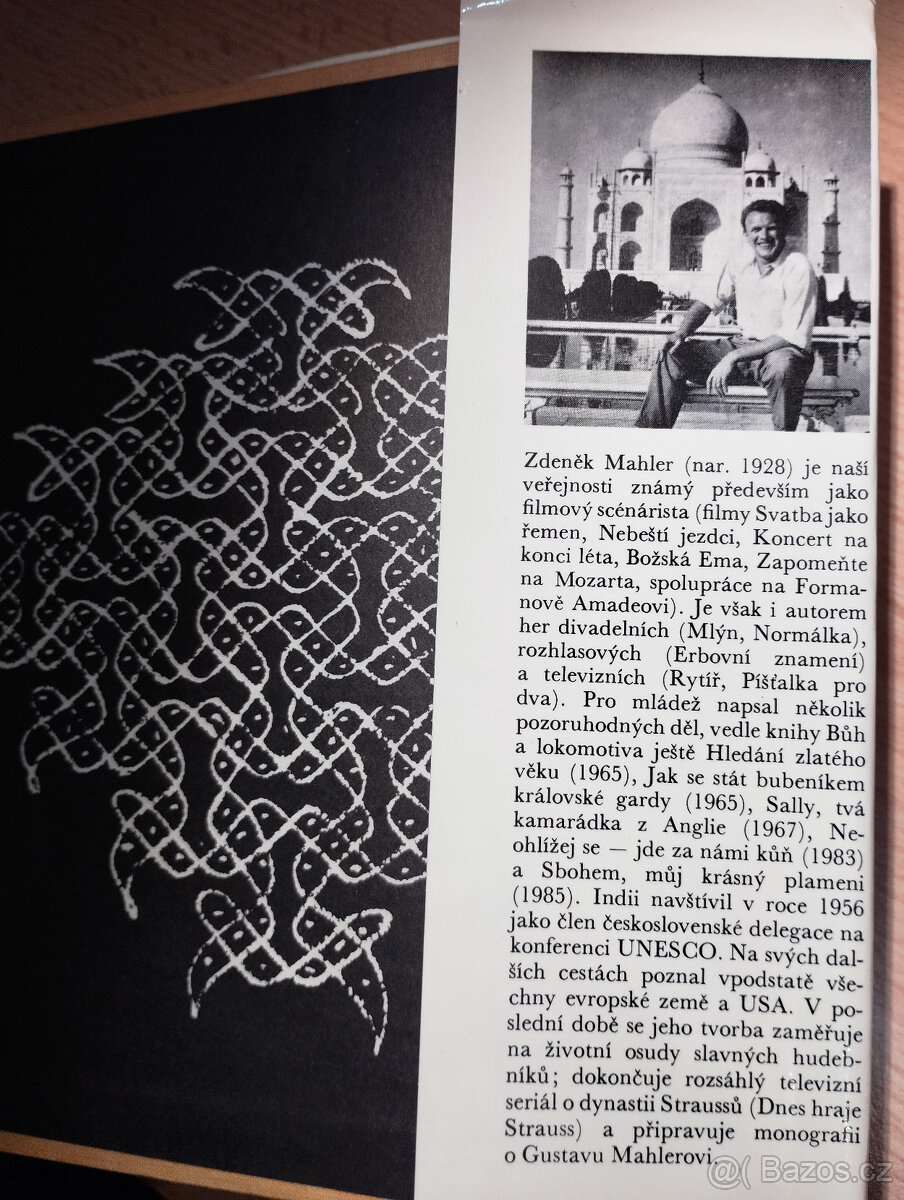 Zdeněk Mahler (nar. 1928) je naší
veřejnosti známý především jako
filmový scénárista (filmy Svatba jako
řemen, Nebeští jezdci, Koncert na
konci léta, Božská Ema, Zapomeňte
na Mozarta, spolupráce na Forma-
nově Amadeovi). Je však i autorem
her divadelních (Mlýn, Normálka),
rozhlasových (Erbovní znamení)
a televizních (Rytíř, Píšťalka pro
dva). Pro mládež napsal několik
pozoruhodných děl, vedle knihy Bůh
a lokomotiva ještě Hledání zlatého
věku (1965), Jak se stát bubeníkem
královské gardy (1965), Sally, tvá
kamarádka z Anglie (1967), Ne-
ohlížej se — jde za námi kůň (1983)
a Sbohem, můj krásný plameni
(1985). Indii navštívil v roce 1956
jako člen československé delegace na
konferenci UNESCO. Na svých dal-
ších cestách poznal vpodstatě vše-
chny evropské země a USA. V po-
slední době se jeho tvorba zaměřuje
na životní osudy slavných hudeb-
níků; dokončuje rozsáhlý televizní
seriál o dynastii Straussů (Dnes hraje
Strauss) a připravuje monografii
o Gustavu Mahlerovi.
@( Bazos.cz